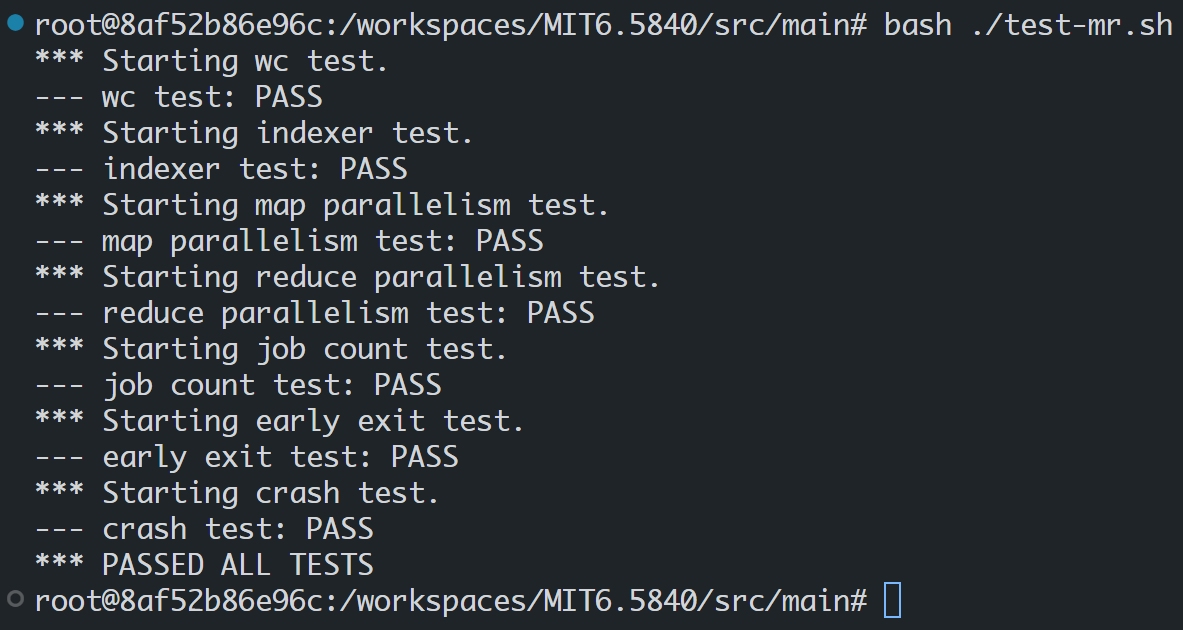 root@8af52b86e96c:/workspaces/MIT6.5840/src/main# bash ./test-mr.sh
*** Starting wc test.
--- wc test: PASS
*** Starting indexer test.
--- indexer test: PASS
*** Starting map parallelism test.
--- map parallelism test: PASS
*** Starting reduce parallelism test.
--- reduce parallelism test: PASS
*** Starting job count test.
--- job count test: PASS
*** Starting early exit test.
--- early exit test: PASS
*** Starting crash test.
--- crash test: PASS
*** PASSED ALL TESTS
root@8af52b86e96c:/workspaces/MIT6.5840/src/main#